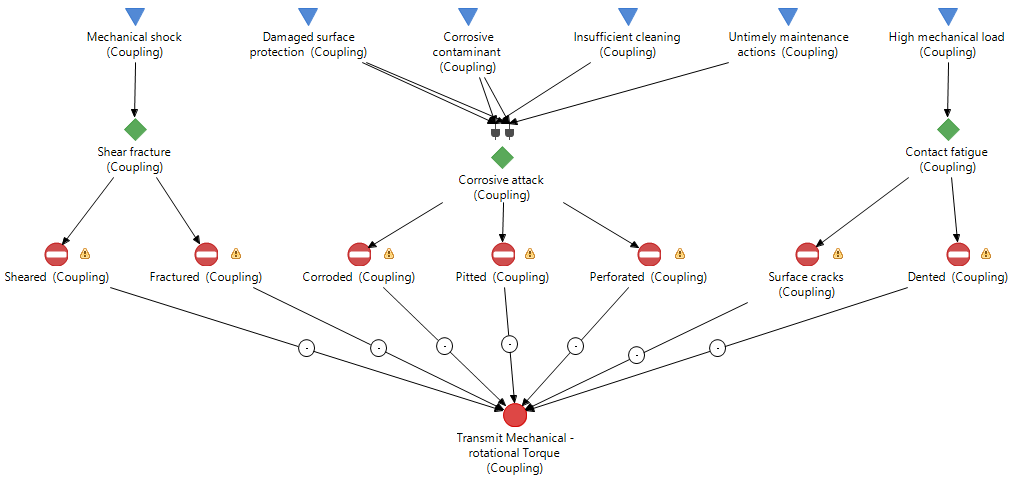 Mechanical shock
(Coupling)
Damaged surface
protection  (Coupling)
Corrosive
contaminant
(Coupling)
Insufficient cleaning
(Coupling)
Untimely maintenance
actions  (Coupling)
High mechanical load
(Coupling)
Shear fracture
(Coupling)
Corrosive attack
(Coupling)
Contact fatigue
(Coupling)
Sheared  (Coupling)
Fractured  (Coupling)
Corroded  (Coupling)
Pitted  (Coupling)
Perforated  (Coupling)
Surface cracks
(Coupling)
Dented  (Coupling)
-
-
-
-
-
-
-
Transmit Mechanical -
rotational Torque
(Coupling)